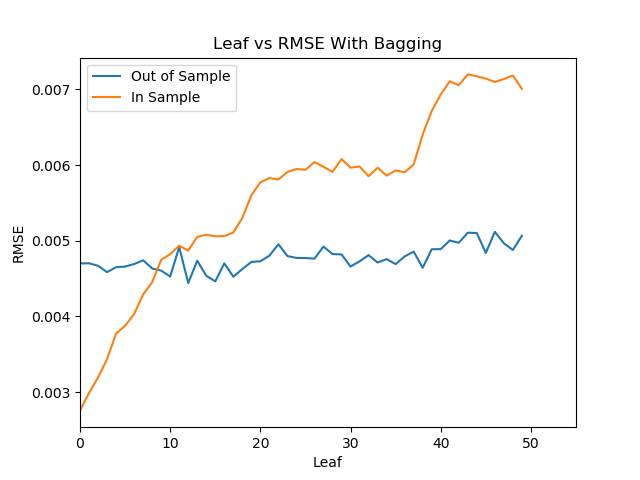 Leaf vs RMSE With Bagging
Out of Sample
In Sample
0.007
0.006
0.005
0.004
0.003
RMSE
0 10 20 30 40 50
Leaf